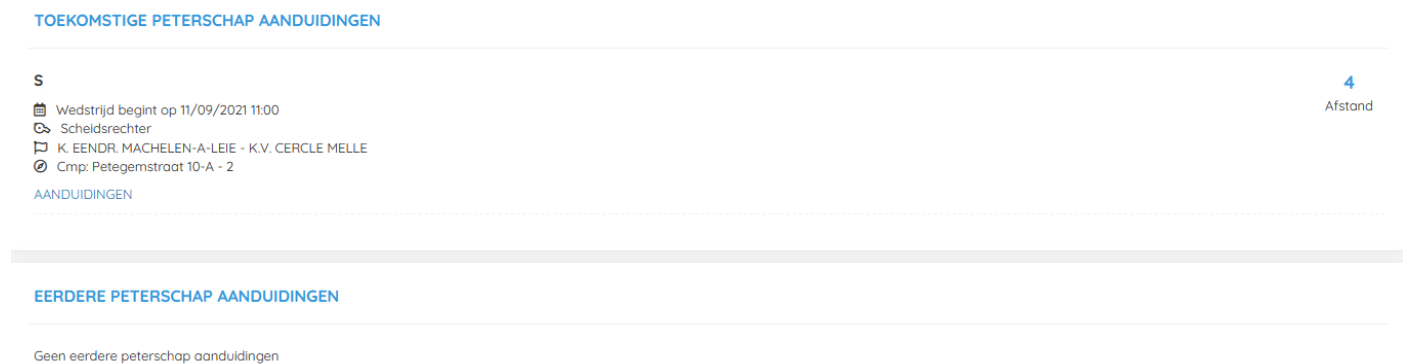 TOEKOMSTIGE PETERSCHAP AANDUIDINGEN
S
4
Afstand
Wedstrijd begint op 11/09/2021 11:00
Scheidsrechter
K. EENDR. MACHELEN-A-LEIE - K.V. CERCLE MELLE
Cmp: Petegemstraat 10-A - 2
AANDUIDINGEN
EERDERE PETERSCHAP AANDUIDINGEN
Geen eerdere peterschap aanduidingen